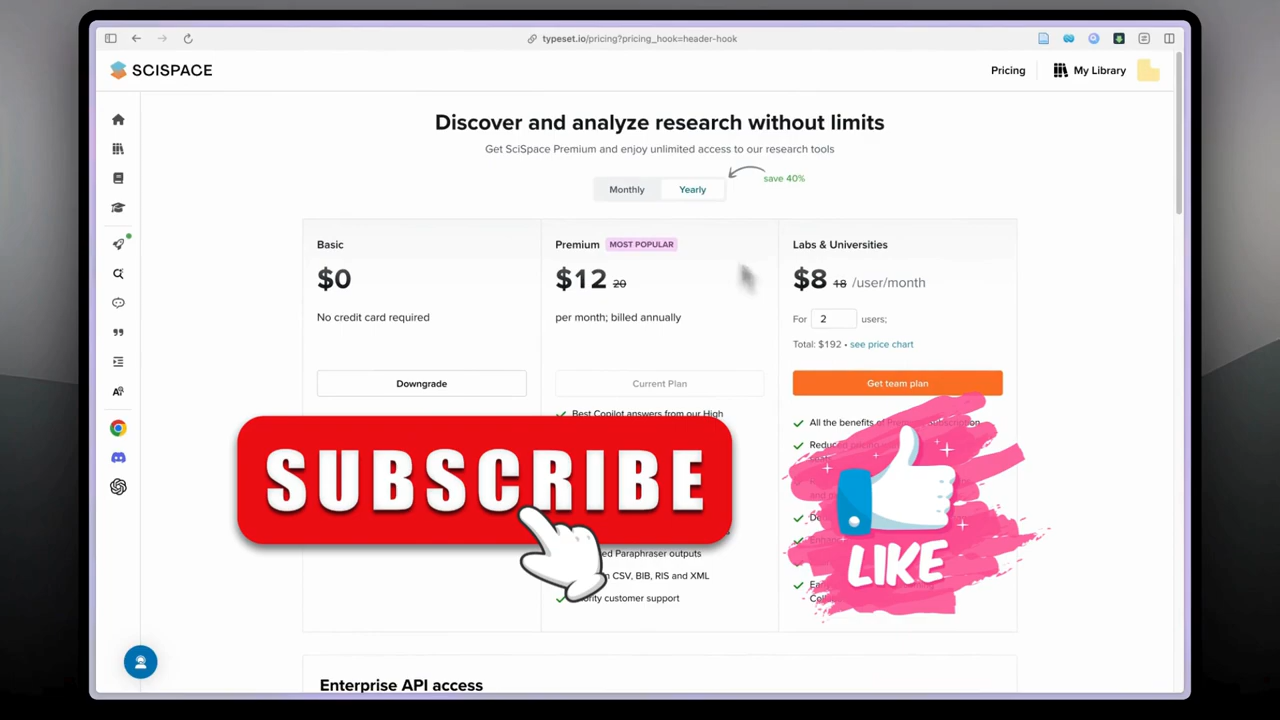 typeset.io/pricing?pricing_hook=header-hook
SCISPACE
Pricing
My Library
Discover and analyze research without limits
Get SciSpace Premium and enjoy unlimited access to our research tools
Monthly
Yearly
save 40%
Basic
$0
No credit card required
Downgrade
Premium
MOST POPULAR
$12 20
per month; billed annually
Current Plan
Best Copilot answers from our High
Paraphraser outputs
CSV, BIB, RIS and XML
customer support
Labs & Universities
$8 18 /user/month
For 2 users;
Total: $192 • see price chart
Get team plan
All the benefits of
SUBSCRIBE
LIKE
Enterprise API access